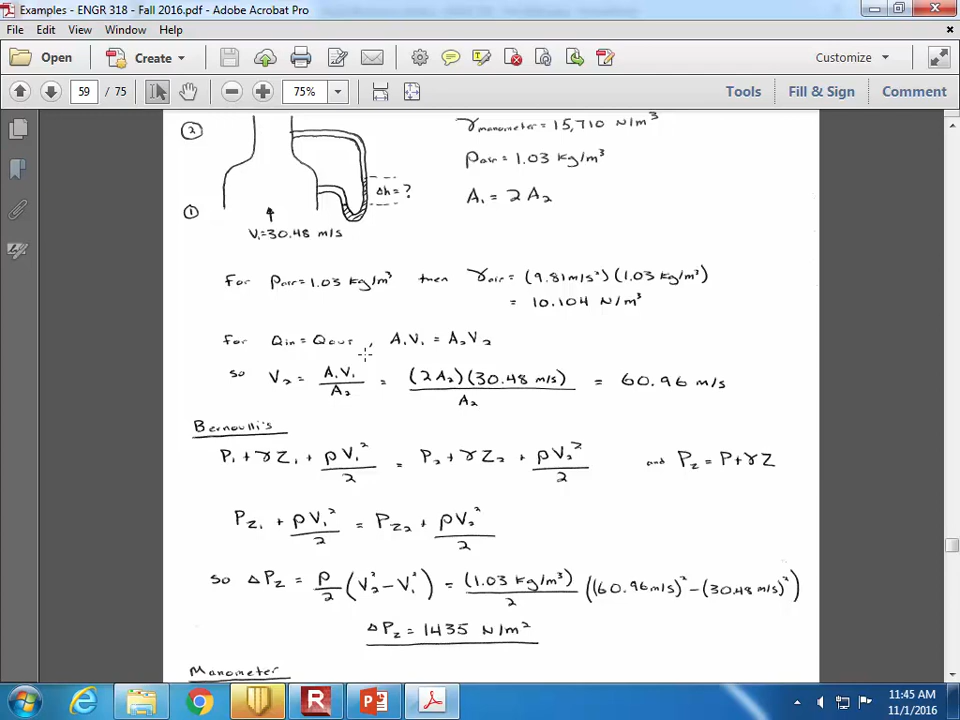 Examples - ENGR 318 - Fall 2016.pdf - Adobe Acrobat Pro
File Edit View Window Help
Open Create Customize
59 / 75 75% Tools Fill & Sign Comment
② γmanometer = 15,710 N/m³
ρair = 1.03 kg/m³
Δh = ?
A₁ = 2A₂
①
V₁=30.48 m/s
For ρair = 1.03 kg/m³ then γair = (9.81 m/s²)(1.03 kg/m³)
= 10.104 N/m³
For Qin = Qout, A₁V₁ = A₂V₂
so V₂ = A₁V₁/A₂ = (2A₂)(30.48 m/s)/A₂ = 60.96 m/s
Bernoulli's
P₁ + γZ₁ + ρV₁²/2 = P₂ + γZ₂ + ρV₂²/2 and Pz = P+γZ
Pz₁ + ρV₁²/2 = Pz₂ + ρV₂²/2
so ΔPz = ρ/2 (V₂² − V₁²) = (1.03 kg/m³)/2 ((60.96 m/s)² − (30.48 m/s)²)
ΔPz = 1435 N/m²
Manometer
11:45 AM
11/1/2016